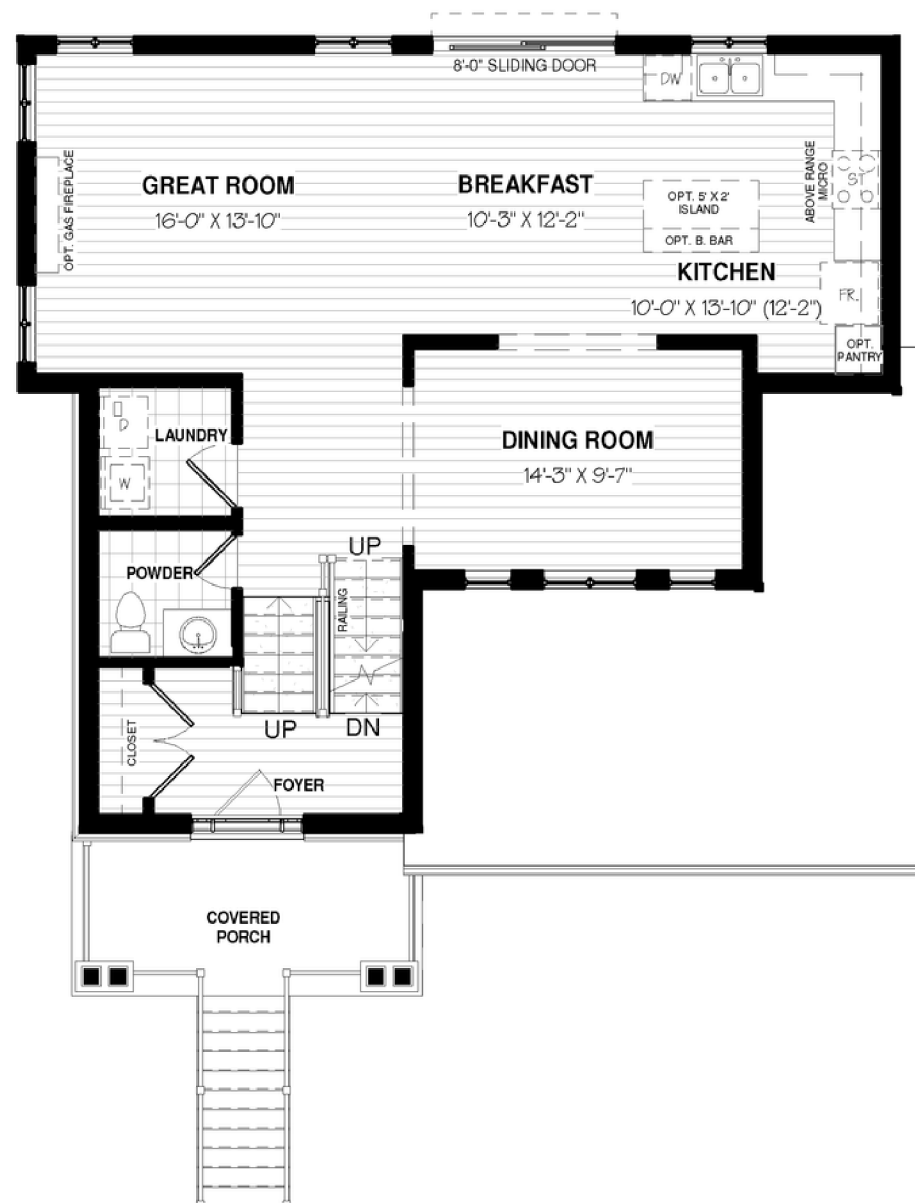 8'-0" SLIDING DOOR
DW
OPT. GAS FIREPLACE
GREAT ROOM
16'-0" X 13'-10"
BREAKFAST
10'-3" X 12'-2"
OPT. 5' X 2'
ISLAND
OPT. B. BAR
ABOVE RANGE
MICRO
S
KITCHEN
10'-0" X 13'-10" (12'-2")
FR.
OPT.
PANTRY
D
LAUNDRY
W
DINING ROOM
14'-3" X 9'-7"
UP
POWDER
RAILING
UP
DN
CLOSET
FOYER
COVERED
PORCH